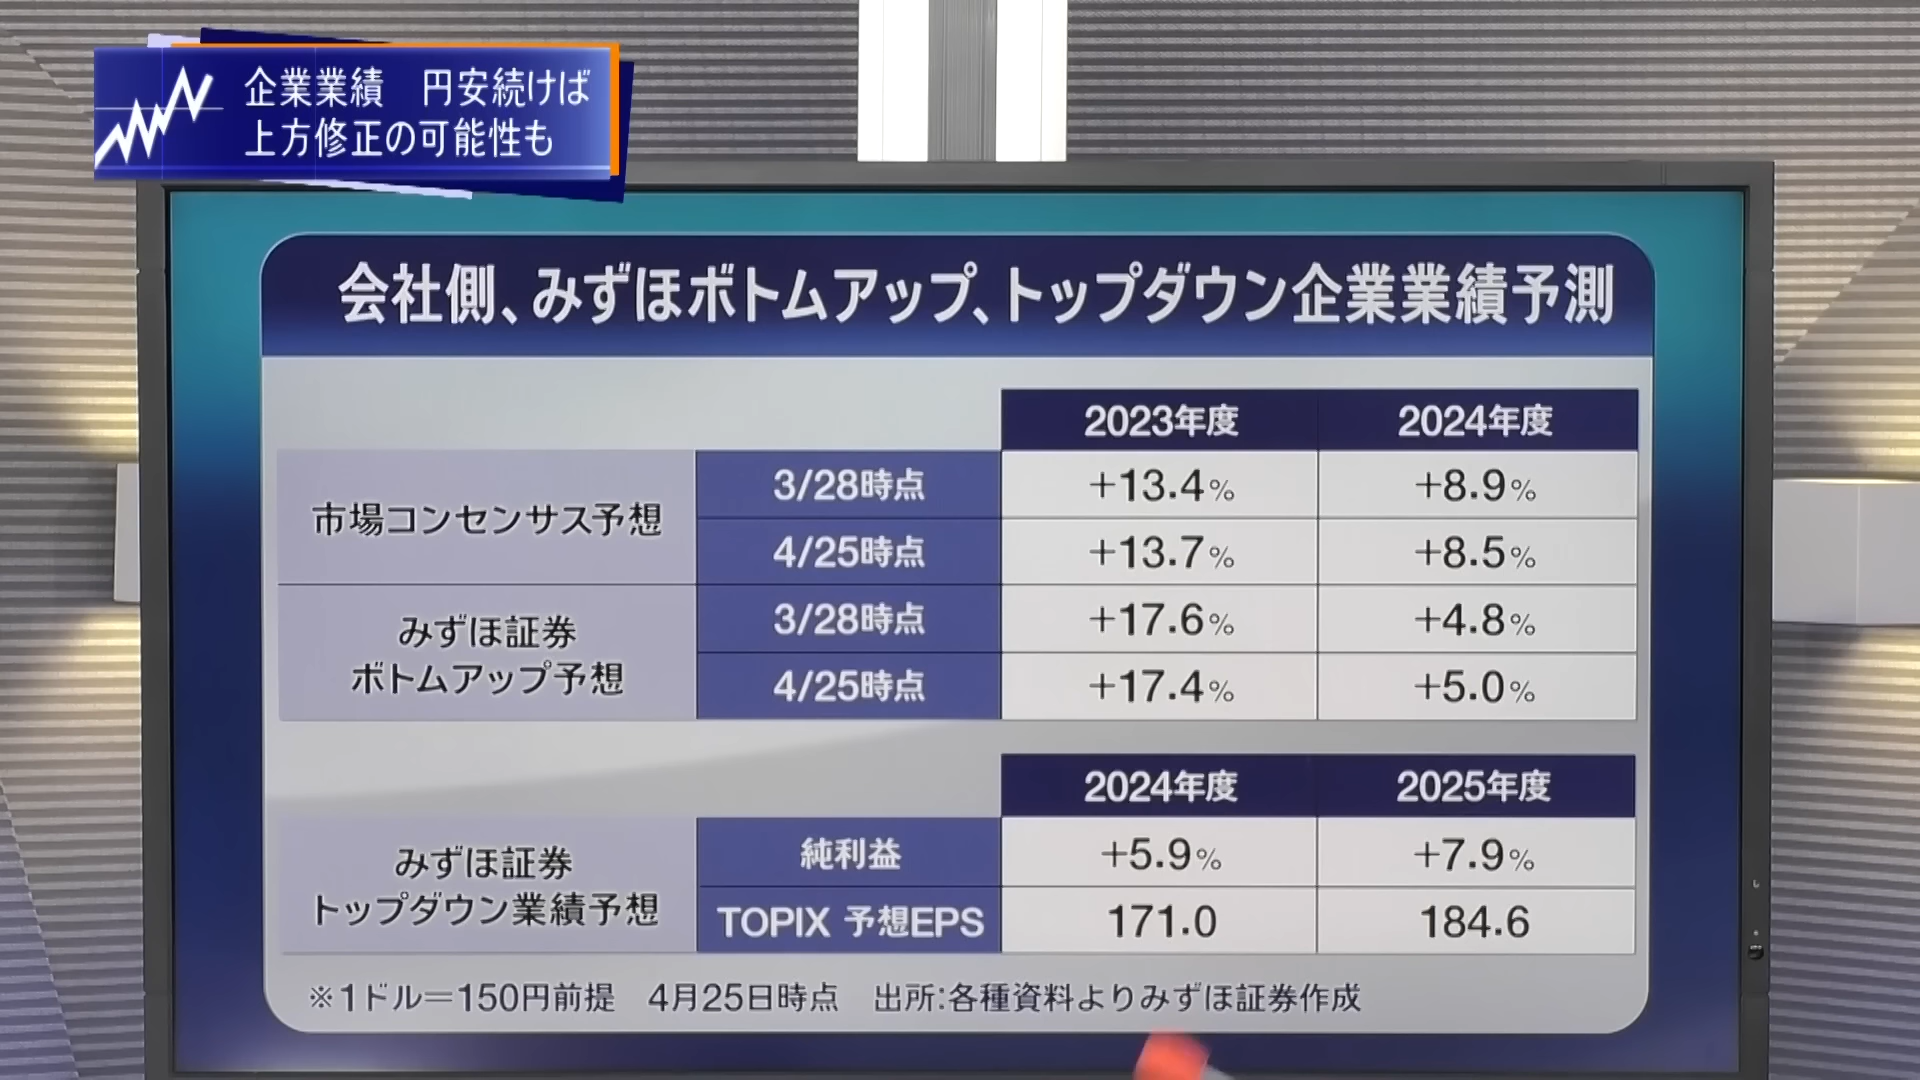 企業業績　円安続けば
上方修正の可能性も
会社側、みずほボトムアップ、トップダウン企業業績予測
2023年度 2024年度
市場コンセンサス予想
3/28時点 +13.4% +8.9%
4/25時点 +13.7% +8.5%
みずほ証券
ボトムアップ予想
3/28時点 +17.6% +4.8%
4/25時点 +17.4% +5.0%
2024年度 2025年度
みずほ証券
トップダウン業績予想
純利益 +5.9% +7.9%
TOPIX 予想EPS 171.0 184.6
※1ドル＝150円前提　4月25日時点　出所:各種資料よりみずほ証券作成